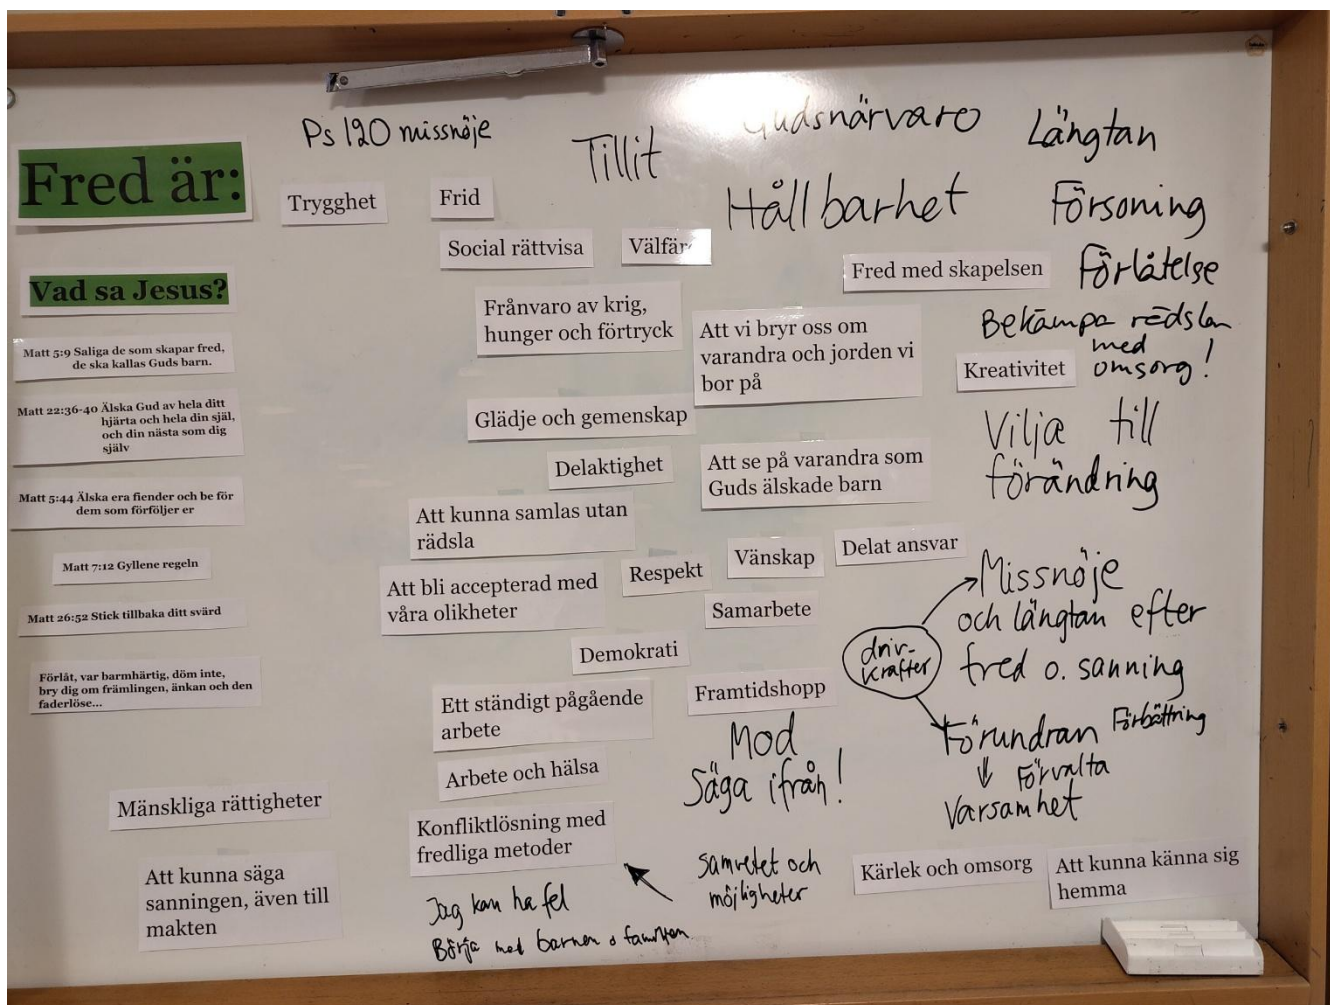 Ps 120 missnöje
Tillit
Gudsnärvaro
Längtan
Fred är:
Trygghet
Frid
Hållbarhet
Försoning
Social rättvisa
Välfär
Fred med skapelsen
Förlåtelse
Vad sa Jesus?
Matt 5:9 Saliga de som skapar fred,
de ska kallas Guds barn.
Matt 22:36-40 Älska Gud av hela ditt
hjärta och hela din själ,
och din nästa som dig
själv
Matt 5:44 Älska era fiender och be för
dem som förföljer er
Matt 7:12 Gyllene regeln
Matt 26:52 Stick tillbaka ditt svärd
Förlåt, var barmhärtig, döm inte,
bry dig om främlingen, änkan och den
faderlöse...
Frånvaro av krig,
hunger och förtryck
Att vi bryr oss om
varandra och jorden vi
bor på
Bekämpa rädslan
med
omsorg!
Kreativitet
Glädje och gemenskap
Vilja till
förändring
Delaktighet
Att se på varandra som
Guds älskade barn
Att kunna samlas utan
rädsla
Vänskap
Delat ansvar
Att bli accepterad med
våra olikheter
Respekt
Samarbete
Missnöje
och längtan efter
fred o. sanning
driv-
krafter
Demokrati
Framtidshopp
Ett ständigt pågående
arbete
Mod
Säga ifrån!
Förundran
Förbättring
Förvalta
Varsamhet
Arbete och hälsa
Mänskliga rättigheter
Konfliktlösning med
fredliga metoder
Att kunna säga
sanningen, även till
makten
samvetet och
möjligheter
Kärlek och omsorg
Att kunna känna sig
hemma
Jag kan ha fel
Börja med barnen o familjen